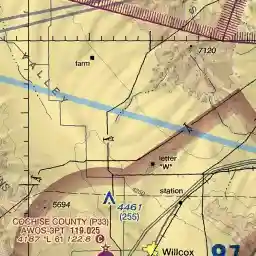 S
7120
farm
VALLEY
letter
"W"
5694
4461
(255)
station
COCHISE COUNTY (P33)
AWOS-3PT 119.025
4187 *L 61 122.8 C
Willcox